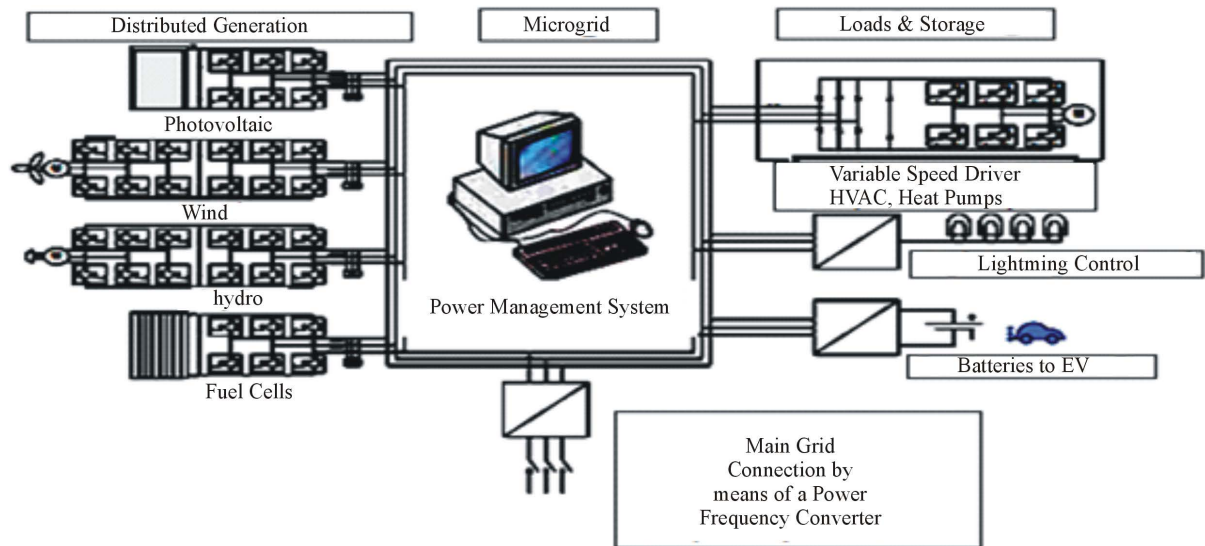 Distributed Generation
Microgrid
Loads & Storage
Photovoltaic
Wind
hydro
Fuel Cells
Power Management System
Variable Speed Driver
HVAC, Heat Pumps
Lightming Control
Batteries to EV
Main Grid
Connection by
means of a Power
Frequency Converter